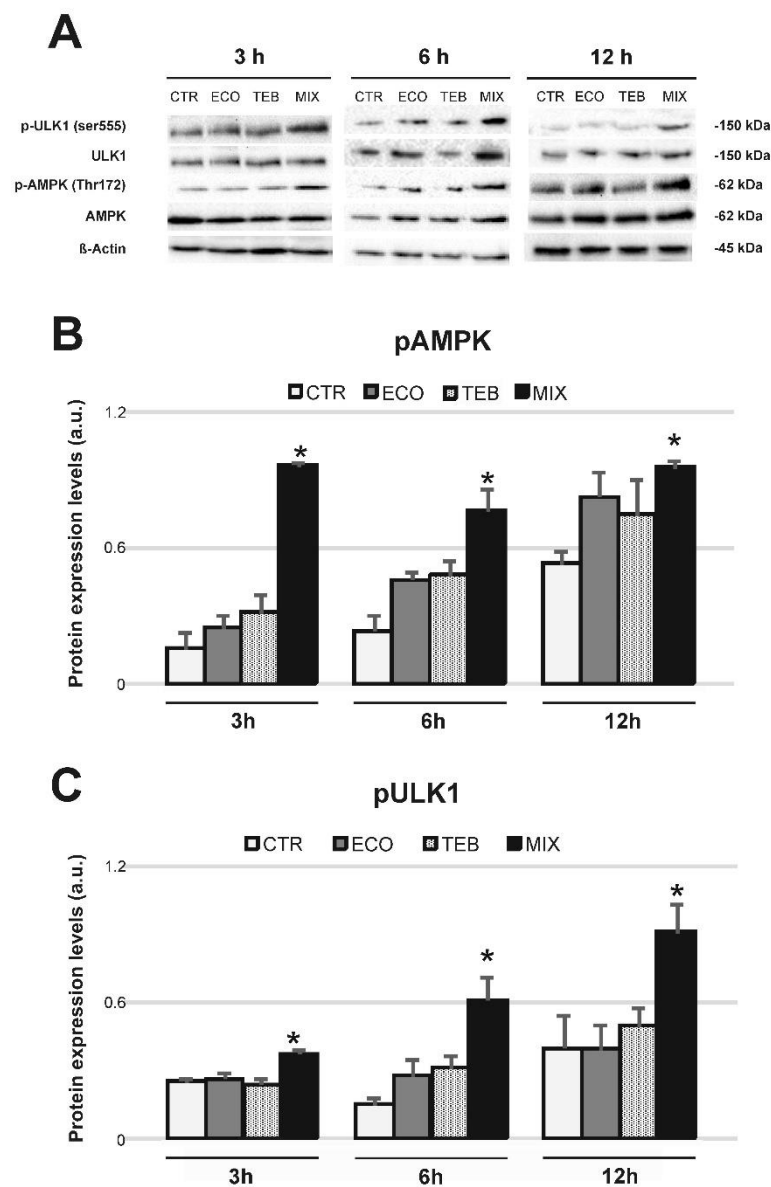 A
3 h 6 h 12 h
CTR ECO TEB MIX CTR ECO TEB MIX CTR ECO TEB MIX
p-ULK1 (ser555) -150 kDa
ULK1 -150 kDa
p-AMPK (Thr172) -62 kDa
AMPK -62 kDa
ß-Actin -45 kDa
B
pAMPK
CTR ECO TEB MIX
Protein expression levels (a.u.)
1.2
* * *
0.6
0
3h 6h 12h
C
pULK1
CTR ECO TEB MIX
Protein expression levels (a.u.)
1.2
* * *
0.6
0
3h 6h 12h